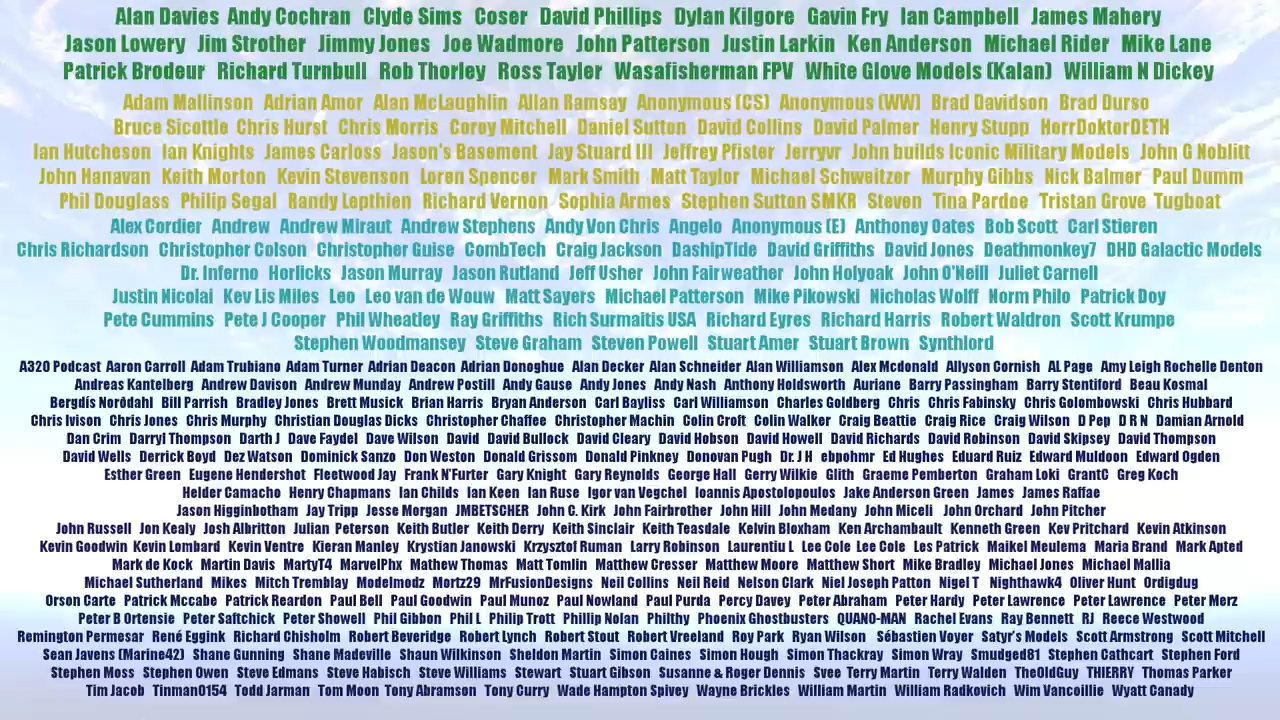 Alan Davies Andy Cochran Clyde Sims Coser David Phillips Dylan Kilgore Gavin Fry Ian Campbell James Mahery
Jason Lowery Jim Strother Jimmy Jones Joe Wadmore John Patterson Justin Larkin Ken Anderson Michael Rider Mike Lane
Patrick Brodeur Richard Turnbull Rob Thorley Ross Taylor Wasafisherman FPV White Glove Models (Kalan) William N Dickey
Adam Mallinson Adrian Amor Alan McLaughlin Allan Ramsay Anonymous (CS) Anonymous (WW) Brad Davidson Brad Durso
Bruce Sicottle Chris Hurst Chris Morris Corey Mitchell Daniel Sutton David Collins David Palmer Henry Stupp HerrDoktorDETH
Ian Hutcheson Ian Knights James Carloss Jason's Basement Jay Stuard III Jeffrey Pfister Jerryvr John builds Iconic Military Models John G Noblitt
John Hanavan Keith Morton Kevin Stevenson Loren Spencer Mark Smith Matt Taylor Michael Schweitzer Murphy Gibbs Nick Balmer Paul Dumm
Phil Douglass Philip Segal Randy Lepthien Richard Vernon Sophia Armes Stephen Sutton SMKR Steven Tina Pardoe Tristan Grove Tugboat
Alex Cordier Andrew Andrew Miraut Andrew Stephens Andy Von Chris Angelo Anonymous (E) Anthoney Oates Bob Scott Carl Stieren
Chris Richardson Christopher Colson Christopher Guise CombTech Craig Jackson DashipTide David Griffiths David Jones Deathmonkey7 DHD Galactic Models
Dr. Inferno Horlicks Jason Murray Jason Rutland Jeff Usher John Fairweather John Holyoak John O'Neill Juliet Carnell
Justin Nicolai Kev Lis Miles Leo Leo van de Wouw Matt Sayers Michael Patterson Mike Pikowski Nicholas Wolff Norm Philo Patrick Doy
Pete Cummins Pete J Cooper Phil Wheatley Ray Griffiths Rich Surmaitis USA Richard Eyres Richard Harris Robert Waldron Scott Krumpe
Stephen Woodmansey Steve Graham Steven Powell Stuart Amer Stuart Brown Synthlord
A320 Podcast Aaron Carroll Adam Trubiano Adam Turner Adrian Deacon Adrian Donoghue Alan Decker Alan Schneider Alan Williamson Alex Mcdonald Allyson Cornish AL Page Amy Leigh Rochelle Denton
Andreas Kantelberg Andrew Davison Andrew Munday Andrew Postill Andy Gause Andy Jones Andy Nash Anthony Holdsworth Auriane Barry Passingham Barry Stentiford Beau Kosmal
Bergdís Norðdahl Bill Parrish Bradley Jones Brett Musick Brian Harris Bryan Anderson Carl Bayliss Carl Williamson Charles Goldberg Chris Chris Fabinsky Chris Golombowski Chris Hubbard
Chris Ivison Chris Jones Chris Murphy Christian Douglas Dicks Christopher Chaffee Christopher Machin Colin Croft Colin Walker Craig Beattie Craig Rice Craig Wilson D Pep D R N Damian Arnold
Dan Crim Darryl Thompson Darth J Dave Faydel Dave Wilson David David Bullock David Cleary David Hobson David Howell David Richards David Robinson David Skipsey David Thompson
David Wells Derrick Boyd Dez Watson Dominick Sanzo Don Weston Donald Grissom Donald Pinkney Donovan Pugh Dr. J H ebpohmr Ed Hughes Eduard Ruiz Edward Muldoon Edward Ogden
Esther Green Eugene Hendershot Fleetwood Jay Frank N'Furter Gary Knight Gary Reynolds George Hall Gerry Wilkie Glith Graeme Pemberton Graham Loki GrantC Greg Koch
Helder Camacho Henry Chapmans Ian Childs Ian Keen Ian Ruse Igor van Vegchel Ioannis Apostolopoulos Jake Anderson Green James James Raffae
Jason Higginbotham Jay Tripp Jesse Morgan JMBETSCHER John C. Kirk John Fairbrother John Hill John Medany John Miceli John Orchard John Pitcher
John Russell Jon Kealy Josh Albritton Julian Peterson Keith Butler Keith Derry Keith Sinclair Keith Teasdale Kelvin Bloxham Ken Archambault Kenneth Green Kev Pritchard Kevin Atkinson
Kevin Goodwin Kevin Lombard Kevin Ventre Kieran Manley Krystian Janowski Krzysztof Ruman Larry Robinson Laurentiu L Lee Cole Lee Cole Les Patrick Maikel Meulema Maria Brand Mark Apted
Mark de Kock Martin Davis MartyT4 MarvelPhx Mathew Thomas Matt Tomlin Matthew Cresser Matthew Moore Matthew Short Mike Bradley Michael Jones Michael Mallia
Michael Sutherland Mikes Mitch Tremblay Modelmodz Mortz29 MrFusionDesigns Neil Collins Neil Reid Nelson Clark Niel Joseph Patton Nigel T Nighthawk4 Oliver Hunt Ordigdug
Orson Carte Patrick Mccabe Patrick Reardon Paul Bell Paul Goodwin Paul Munoz Paul Nowland Paul Purda Percy Davey Peter Abraham Peter Hardy Peter Lawrence Peter Lawrence Peter Merz
Peter B Ortensie Peter Saftchick Peter Showell Phil Gibbon Phil L Philip Trott Phillip Nolan Philthy Phoenix Ghostbusters QUANO-MAN Rachel Evans Ray Bennett RJ Reece Westwood
Remington Permesar René Eggink Richard Chisholm Robert Beveridge Robert Lynch Robert Stout Robert Vreeland Roy Park Ryan Wilson Sébastien Voyer Satyr's Models Scott Armstrong Scott Mitchell
Sean Javens (Marine42) Shane Gunning Shane Madeville Shaun Wilkinson Sheldon Martin Simon Caines Simon Hough Simon Thackray Simon Wray Smudged81 Stephen Cathcart Stephen Ford
Stephen Moss Stephen Owen Steve Edmans Steve Habisch Steve Williams Stewart Stuart Gibson Susanne & Roger Dennis Svee Terry Martin Terry Walden TheOldGuy THIERRY Thomas Parker
Tim Jacob Tinman0154 Todd Jarman Tom Moon Tony Abramson Tony Curry Wade Hampton Spivey Wayne Brickles William Martin William Radkovich Wim Vancoillie Wyatt Canady